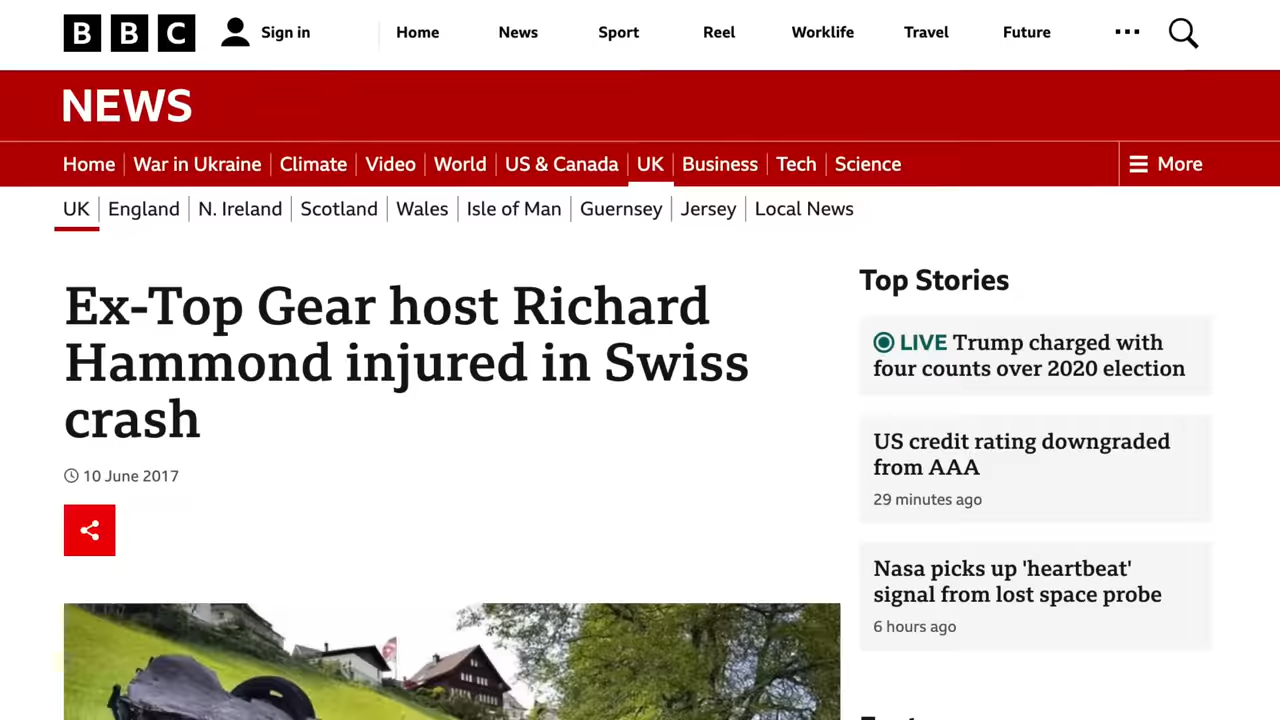 BBC Sign in Home News Sport Reel Worklife Travel Future
NEWS
Home War in Ukraine Climate Video World US & Canada UK Business Tech Science More
UK England N. Ireland Scotland Wales Isle of Man Guernsey Jersey Local News
Ex-Top Gear host Richard
Hammond injured in Swiss
crash
10 June 2017
Top Stories
LIVE Trump charged with
four counts over 2020 election
US credit rating downgraded
from AAA
29 minutes ago
Nasa picks up 'heartbeat'
signal from lost space probe
6 hours ago